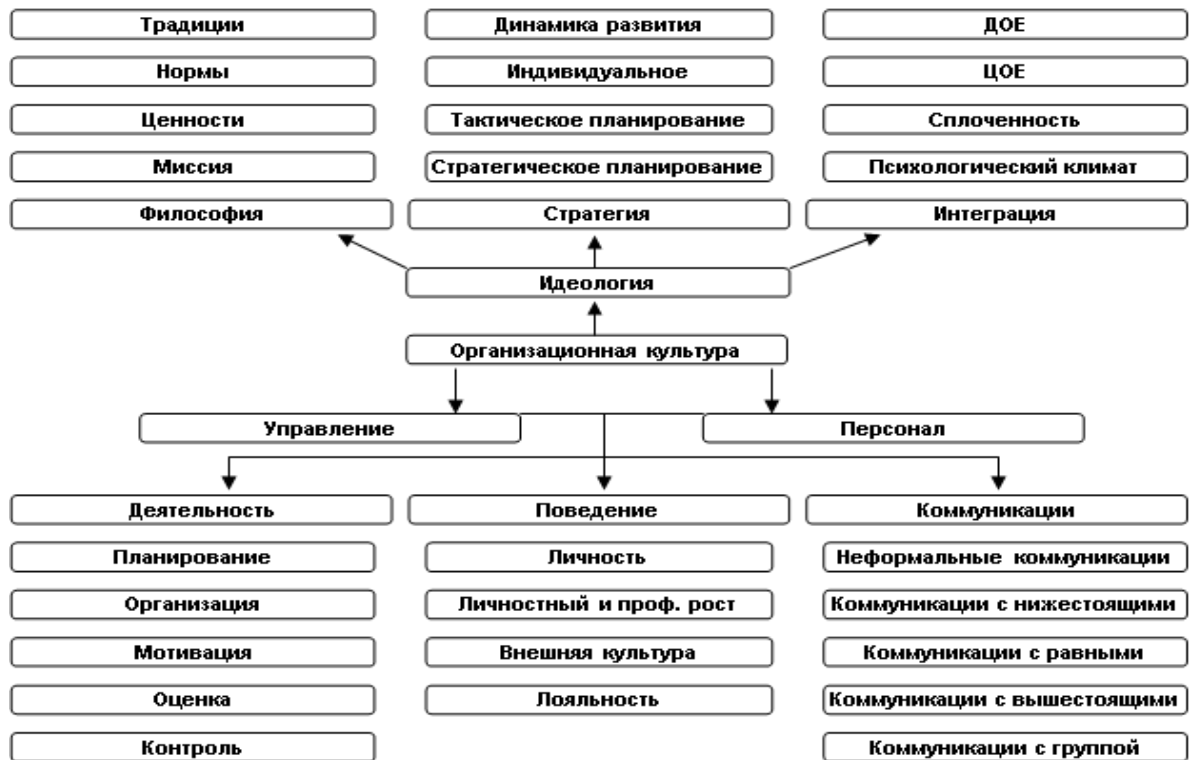 Традиции
Динамика развития
ДОЕ
Нормы
Индивидуальное
ЦОЕ
Ценности
Тактическое планирование
Сплоченность
Миссия
Стратегическое планирование
Психологический климат
Философия
Стратегия
Интеграция
Идеология
Организационная культура
Управление
Персонал
Деятельность
Поведение
Коммуникации
Планирование
Личность
Неформальные коммуникации
Организация
Личностный и проф. рост
Коммуникации с нижестоящими
Мотивация
Внешняя культура
Коммуникации с равными
Оценка
Лояльность
Коммуникации с вышестоящими
Контроль
Коммуникации с группой